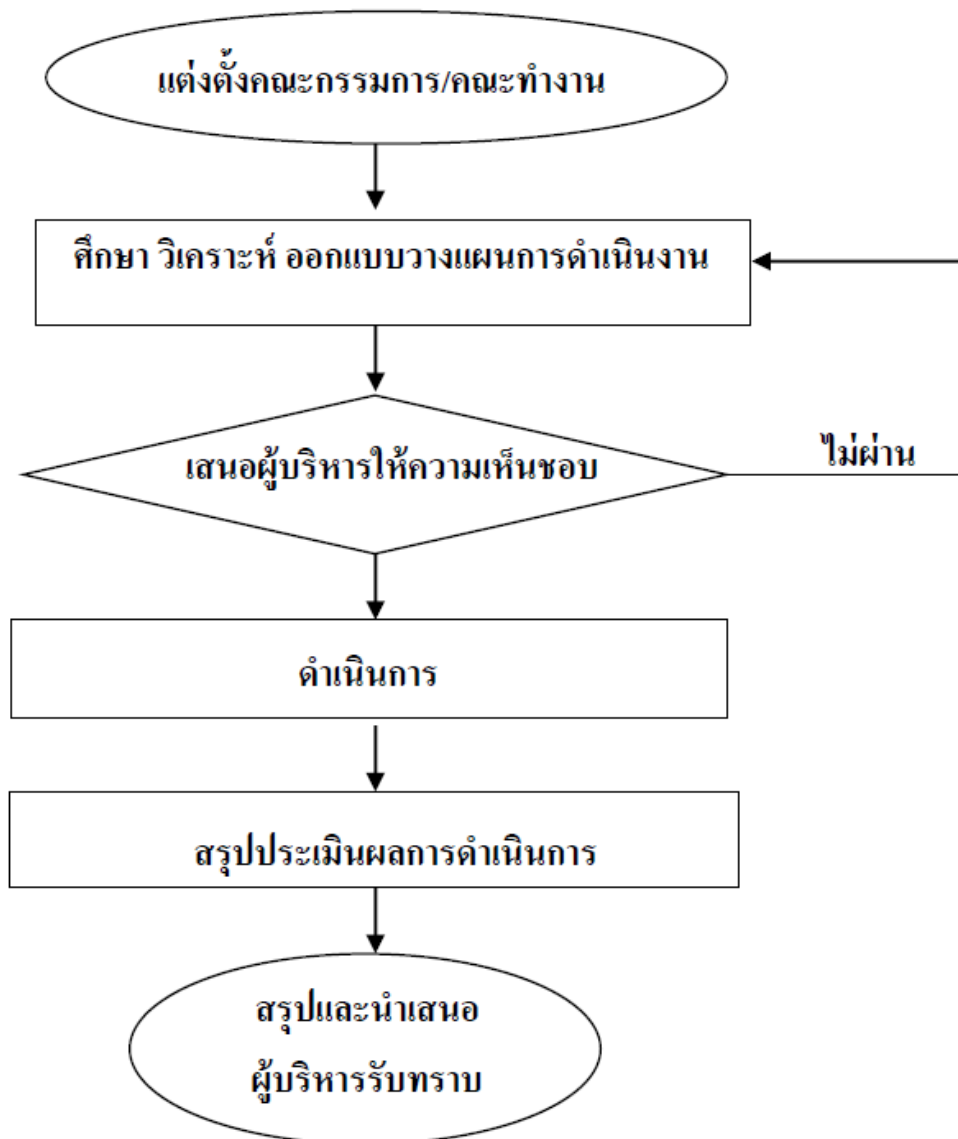 แต่งตั้งคณะกรรมการ/คณะทำงาน
ศึกษา วิเคราะห์ ออกแบบวางแผนการดำเนินงาน
เสนอผู้บริหารให้ความเห็นชอบ
ไม่ผ่าน
ดำเนินการ
สรุปประเมินผลการดำเนินการ
สรุปและนำเสนอ
ผู้บริหารรับทราบ